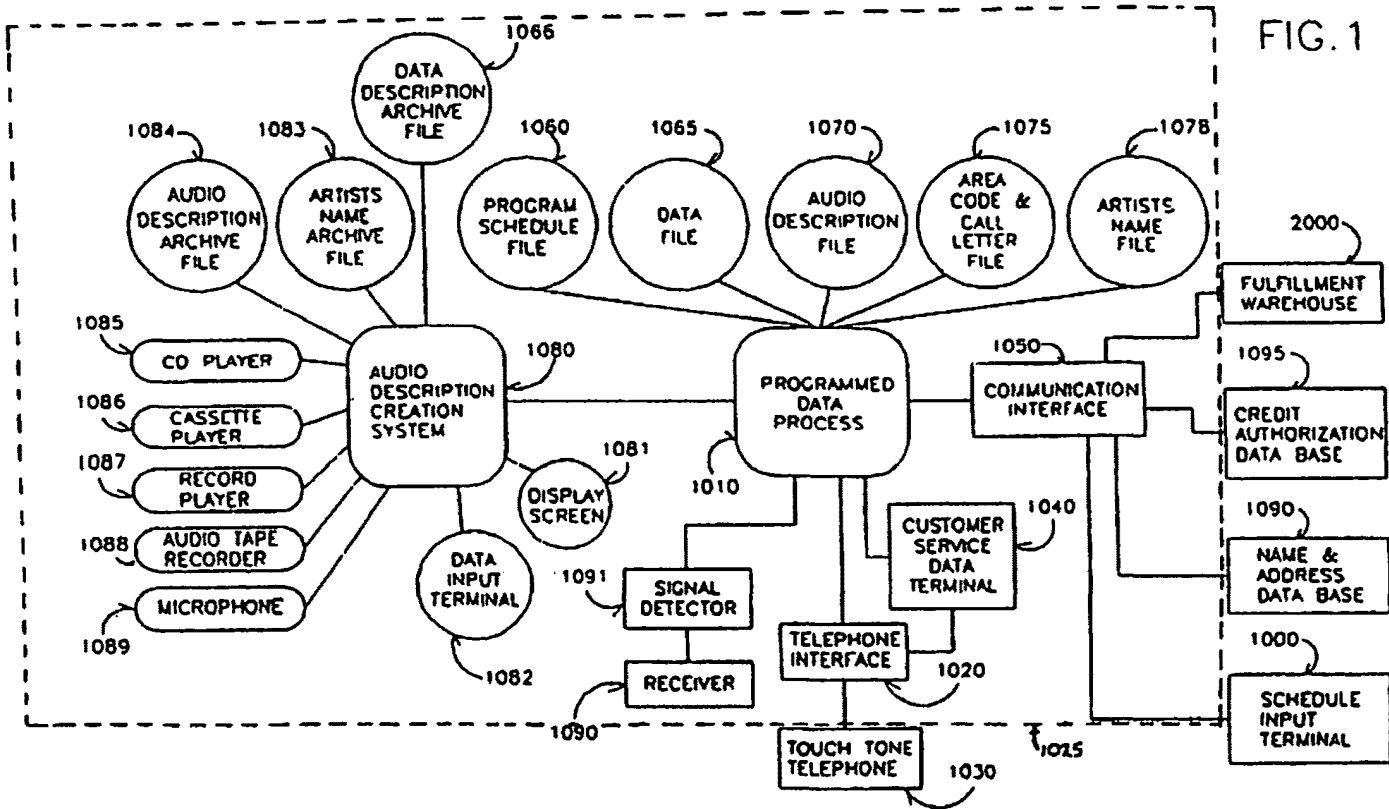 FIG. 1
1066
DATA
DESCRIPTION
ARCHIVE
FILE
1084
AUDIO
DESCRIPTION
ARCHIVE
FILE
1083
ARTISTS
NAME
ARCHIVE
FILE
1060
PROGRAM
SCHEDULE
FILE
1065
DATA
FILE
1070
AUDIO
DESCRIPTION
FILE
1075
AREA
CODE &
CALL
LETTER
FILE
1078
ARTISTS
NAME
FILE
2000
FULFILLMENT
WAREHOUSE
1085
CD PLAYER
1086
CASSETTE
PLAYER
1087
RECORD
PLAYER
1088
AUDIO TAPE
RECORDER
1089
MICROPHONE
1080
AUDIO
DESCRIPTION
CREATION
SYSTEM
1081
DISPLAY
SCREEN
DATA
INPUT
TERMINAL
1082
PROGRAMMED
DATA
PROCESS
1010
1050
COMMUNICATION
INTERFACE
1095
CREDIT
AUTHORIZATION
DATA BASE
1040
CUSTOMER
SERVICE
DATA
TERMINAL
1091
SIGNAL
DETECTOR
RECEIVER
1090
TELEPHONE
INTERFACE
1020
1090
NAME &
ADDRESS
DATA BASE
1000
SCHEDULE
INPUT
TERMINAL
1025
TOUCH TONE
TELEPHONE
1030